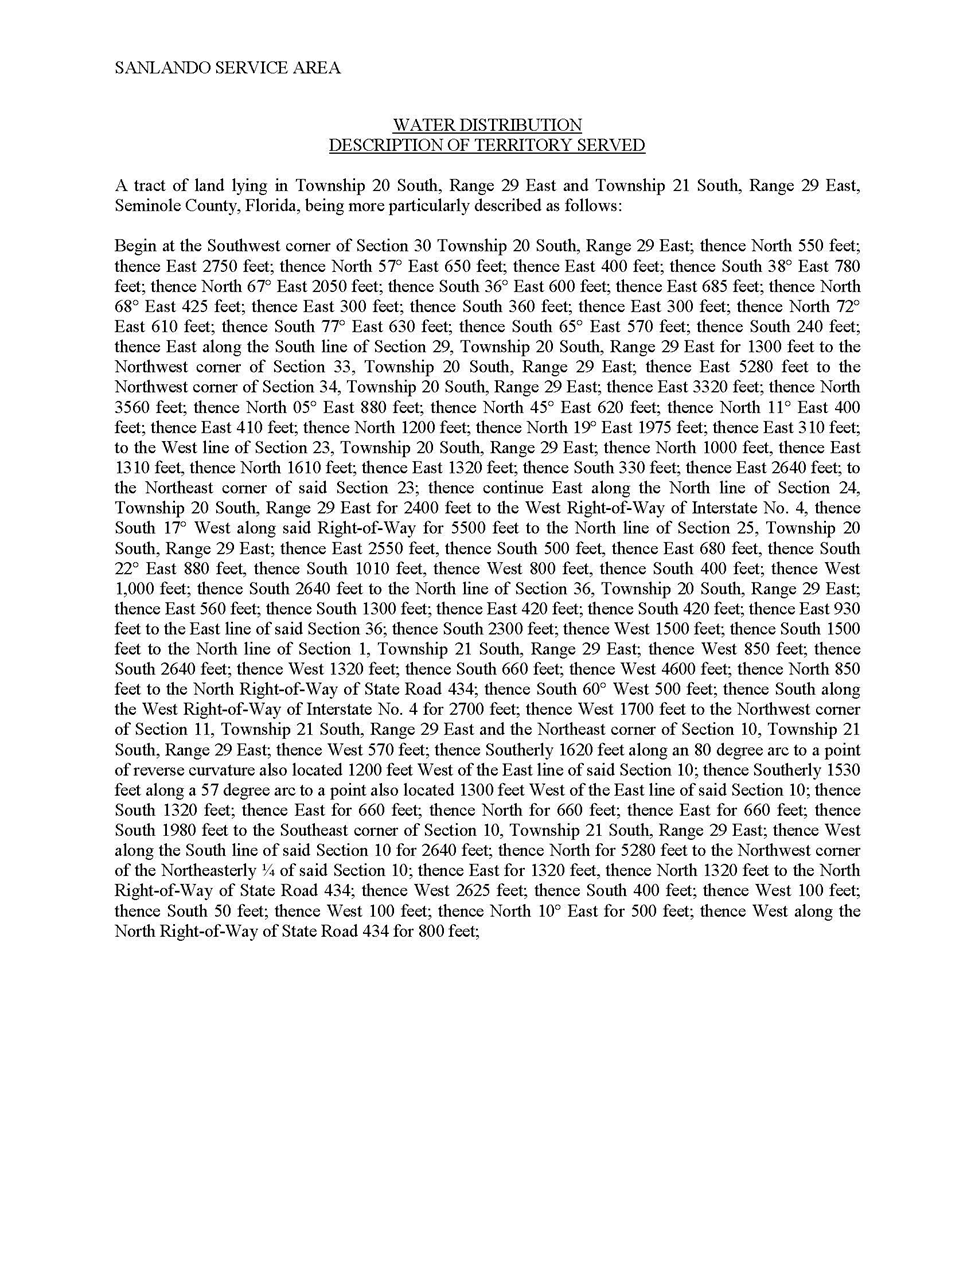 SANLANDO SERVICE AREA
WATER DISTRIBUTION
DESCRIPTION OF TERRITORY SERVED
A tract of land lying in Township 20 South, Range 29 East and Township 21 South, Range 29 East,
Seminole County, Florida, being more particularly described as follows:
Begin at the Southwest corner of Section 30 Township 20 South, Range 29 East; thence North 550 feet;
thence East 2750 feet; thence North 57° East 650 feet; thence East 400 feet; thence South 38° East 780
feet; thence North 67° East 2050 feet; thence South 36° East 600 feet; thence East 685 feet; thence North
68° East 425 feet; thence East 300 feet; thence South 360 feet; thence East 300 feet; thence North 72°
East 610 feet; thence South 77° East 630 feet; thence South 65° East 570 feet; thence South 240 feet;
thence East along the South line of Section 29, Township 20 South, Range 29 East for 1300 feet to the
Northwest corner of Section 33, Township 20 South, Range 29 East; thence East 5280 feet to the
Northwest corner of Section 34, Township 20 South, Range 29 East; thence East 3320 feet; thence North
3560 feet; thence North 05° East 880 feet; thence North 45° East 620 feet; thence North 11° East 400
feet; thence East 410 feet; thence North 1200 feet; thence North 19° East 1975 feet; thence East 310 feet;
to the West line of Section 23, Township 20 South, Range 29 East; thence North 1000 feet, thence East
1310 feet, thence North 1610 feet; thence East 1320 feet; thence South 330 feet; thence East 2640 feet; to
the Northeast corner of said Section 23; thence continue East along the North line of Section 24,
Township 20 South, Range 29 East for 2400 feet to the West Right-of-Way of Interstate No. 4, thence
South 17° West along said Right-of-Way for 5500 feet to the North line of Section 25, Township 20
South, Range 29 East; thence East 2550 feet, thence South 500 feet, thence East 680 feet, thence South
22° East 880 feet, thence South 1010 feet, thence West 800 feet, thence South 400 feet; thence West
1,000 feet; thence South 2640 feet to the North line of Section 36, Township 20 South, Range 29 East;
thence East 560 feet; thence South 1300 feet; thence East 420 feet; thence South 420 feet; thence East 930
feet to the East line of said Section 36; thence South 2300 feet; thence West 1500 feet; thence South 1500
feet to the North line of Section 1, Township 21 South, Range 29 East; thence West 850 feet; thence
South 2640 feet; thence West 1320 feet; thence South 660 feet; thence West 4600 feet; thence North 850
feet to the North Right-of-Way of State Road 434; thence South 60° West 500 feet; thence South along
the West Right-of-Way of Interstate No. 4 for 2700 feet; thence West 1700 feet to the Northwest corner
of Section 11, Township 21 South, Range 29 East and the Northeast corner of Section 10, Township 21
South, Range 29 East; thence West 570 feet; thence Southerly 1620 feet along an 80 degree arc to a point
of reverse curvature also located 1200 feet West of the East line of said Section 10; thence Southerly 1530
feet along a 57 degree arc to a point also located 1300 feet West of the East line of said Section 10; thence
South 1320 feet; thence East for 660 feet; thence North for 660 feet; thence East for 660 feet; thence
South 1980 feet to the Southeast corner of Section 10, Township 21 South, Range 29 East; thence West
along the South line of said Section 10 for 2640 feet; thence North for 5280 feet to the Northwest corner
of the Northeasterly ¼ of said Section 10; thence East for 1320 feet, thence North 1320 feet to the North
Right-of-Way of State Road 434; thence West 2625 feet; thence South 400 feet; thence West 100 feet;
thence South 50 feet; thence West 100 feet; thence North 10° East for 500 feet; thence West along the
North Right-of-Way of State Road 434 for 800 feet;